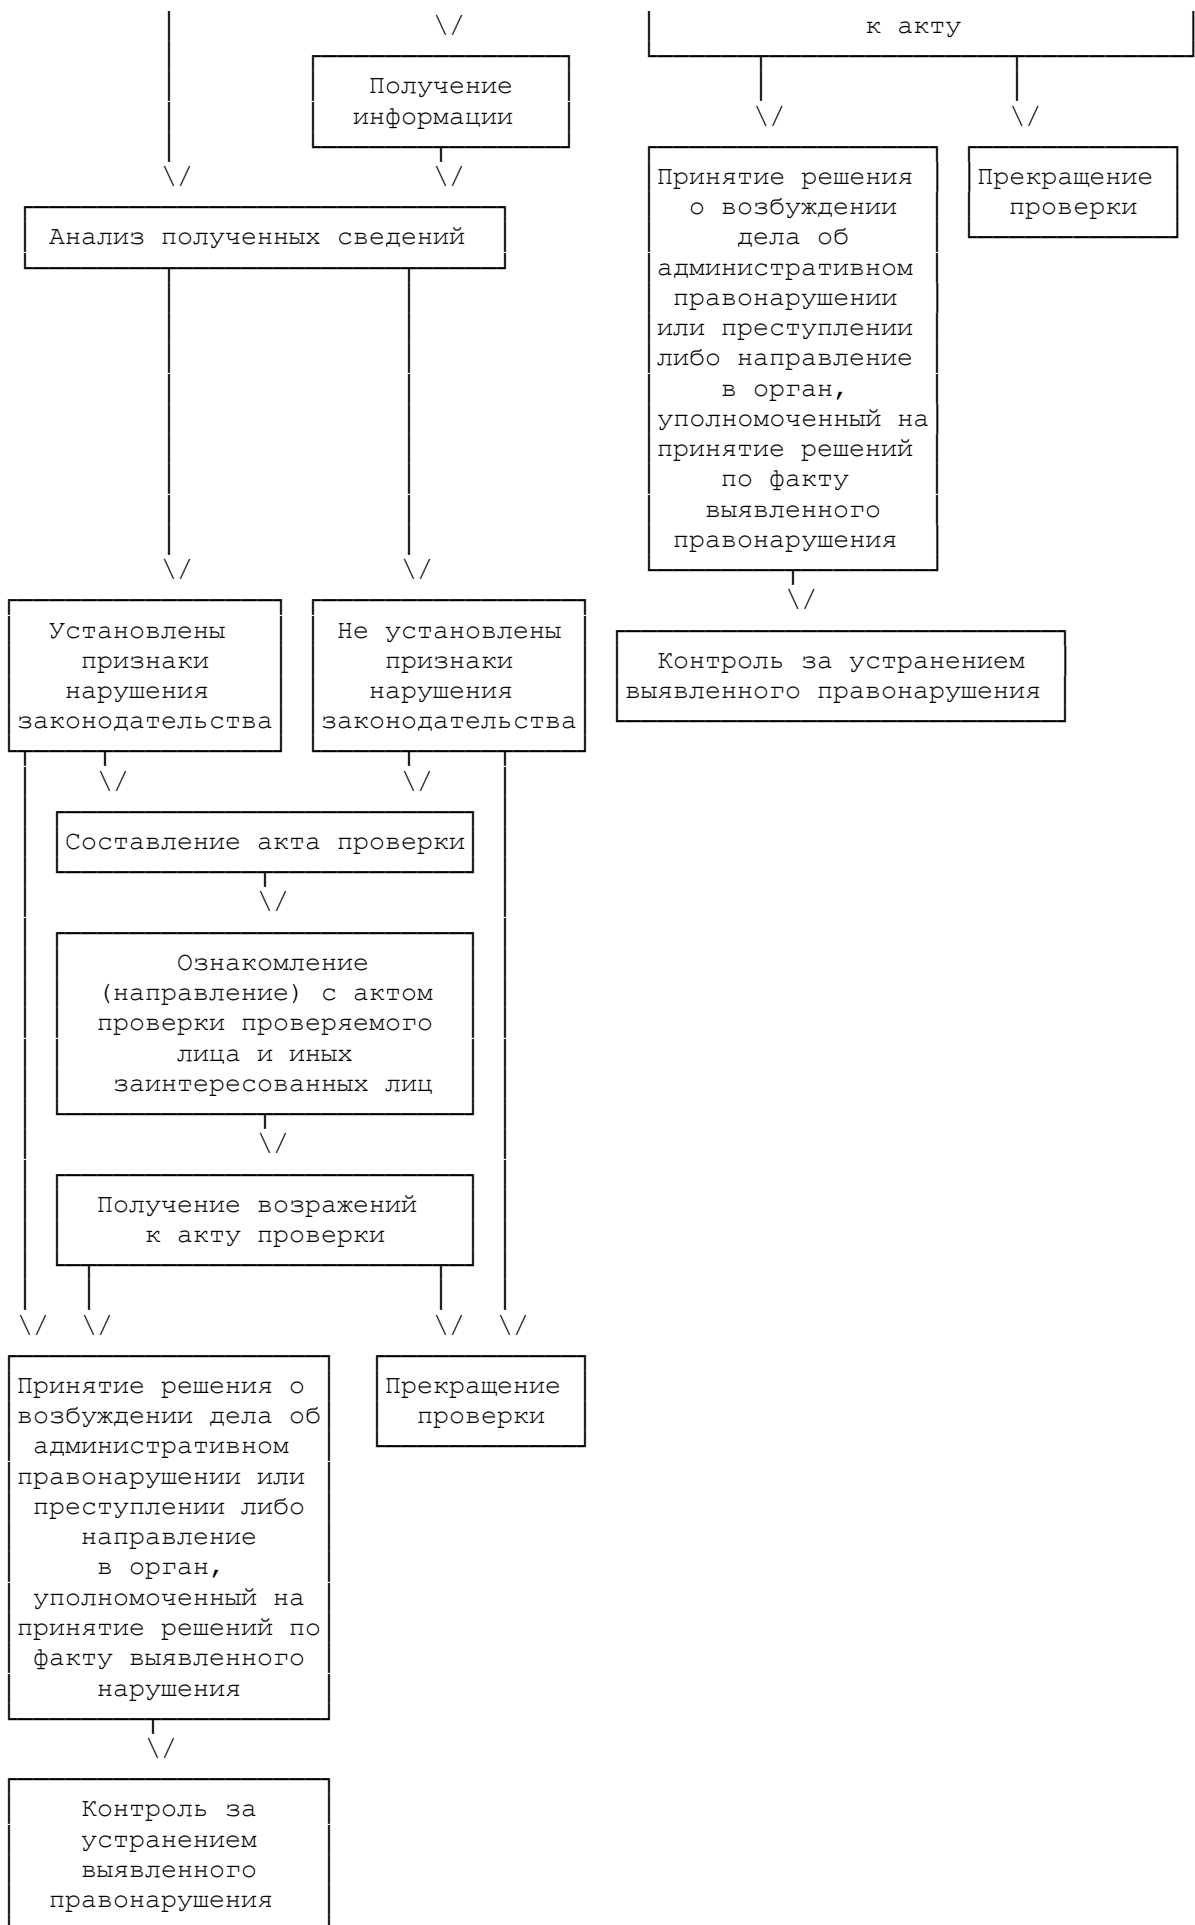 к акту
Получение
информации
Принятие решения
о возбуждении
дела об
административном
правонарушении
или преступлении
либо направление
в орган,
уполномоченный на
принятие решений
по факту
выявленного
правонарушения
Прекращение
проверки
Анализ полученных сведений
Установлены
признаки
нарушения
законодательства
Не установлены
признаки
нарушения
законодательства
Контроль за устранением
выявленного правонарушения
Составление акта проверки
Ознакомление
(направление) с актом
проверки проверяемого
лица и иных
заинтересованных лиц
Получение возражений
к акту проверки
Принятие решения о
возбуждении дела об
административном
правонарушении или
преступлении либо
направление
в орган,
уполномоченный на
принятие решений по
факту выявленного
нарушения
Прекращение
проверки
Контроль за
устранением
выявленного
правонарушения